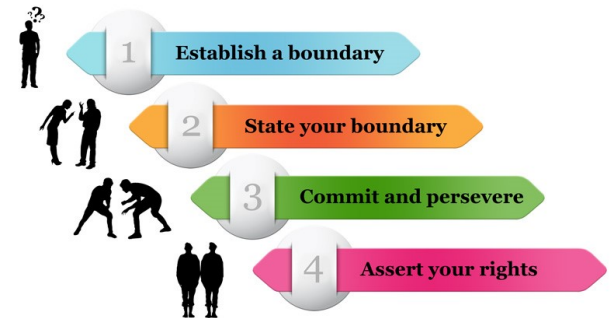 ???
1
Establish a boundary
2
State your boundary
3
Commit and persevere
4
Assert your rights